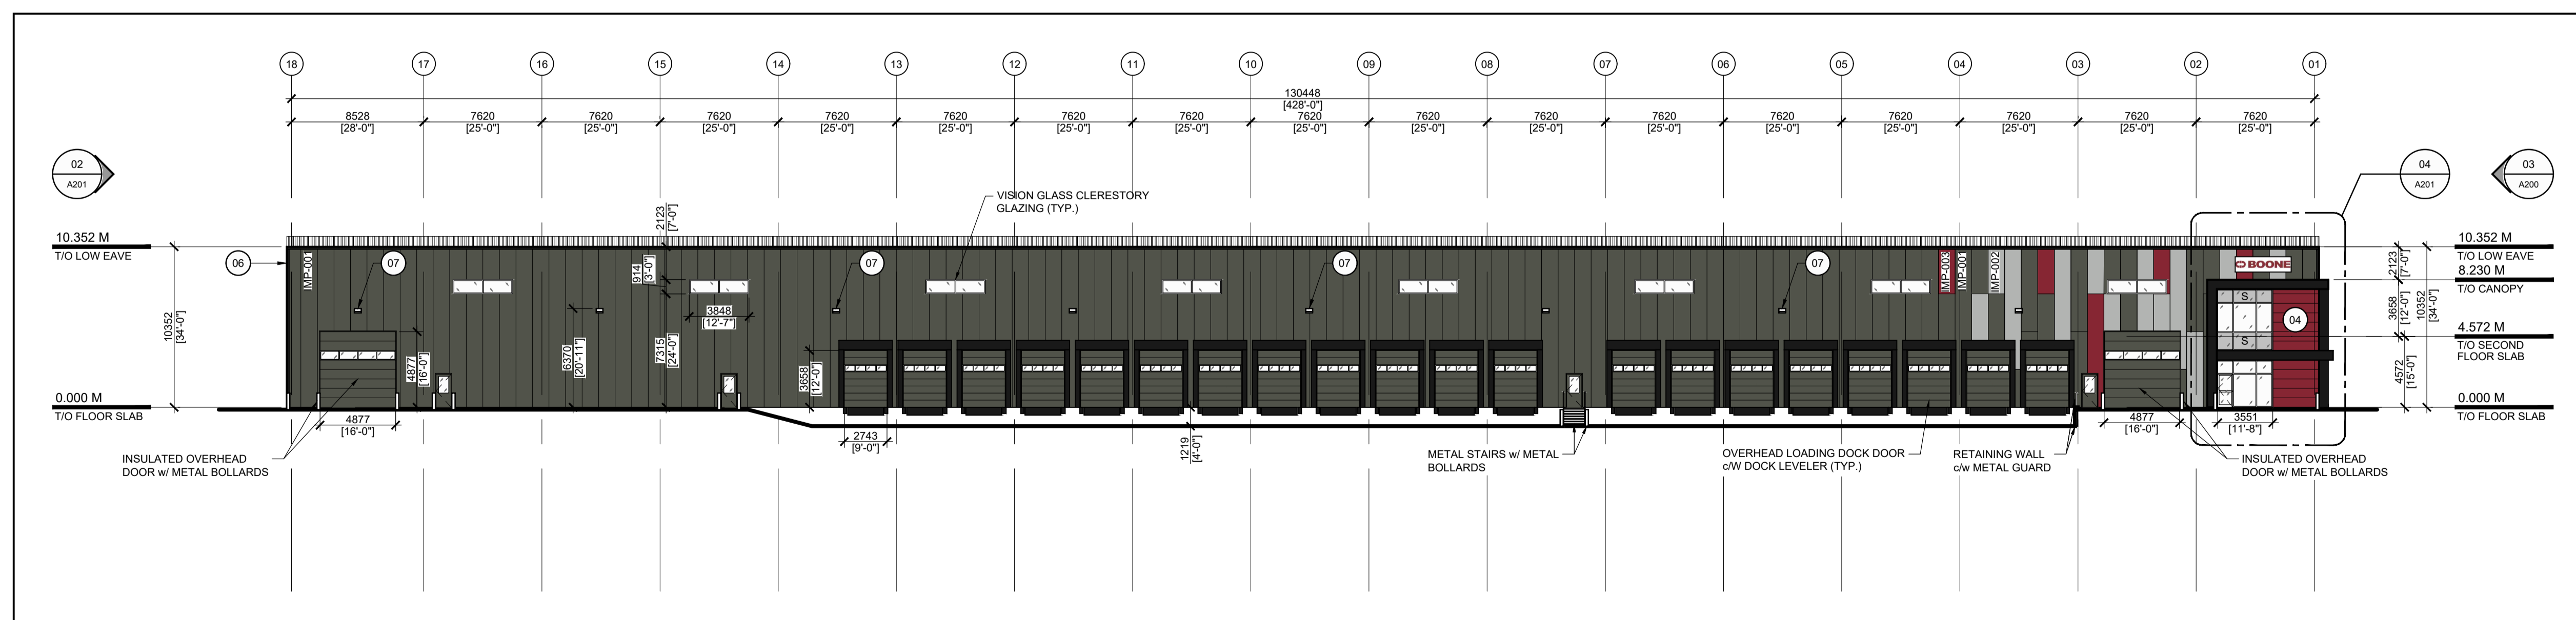 18 17 16 15 14 13 12 11 10 09 08 07 06 05 04 03 02 01
130448
[428'-0"]
8528 7620 7620 7620 7620 7620 7620 7620 7620 7620 7620 7620 7620 7620 7620 7620 7620
[28'-0"] [25'-0"] [25'-0"] [25'-0"] [25'-0"] [25'-0"] [25'-0"] [25'-0"] [25'-0"] [25'-0"] [25'-0"] [25'-0"] [25'-0"] [25'-0"] [25'-0"] [25'-0"] [25'-0"]
02
A201
04
A201
03
A200
VISION GLASS CLERESTORY
GLAZING (TYP.)
2123
[7'-0"]
10.352 M
T/O LOW EAVE
10352
[34'-0"]
0.000 M
T/O FLOOR SLAB
06
IMP-001
07
07
07
07
914
[3'-0"]
3848
[12'-7"]
4877
[16'-0"]
6370
[20'-11"]
7315
[24'-0"]
3658
[12'-0"]
4877
[16'-0"]
2743
[9'-0"]
1219
[4'-0"]
INSULATED OVERHEAD
DOOR w/ METAL BOLLARDS
METAL STAIRS w/ METAL
BOLLARDS
OVERHEAD LOADING DOCK DOOR
c/W DOCK LEVELER (TYP.)
RETAINING WALL
c/w METAL GUARD
IMP-003
IMP-001
IMP-002
BOONE
S
S
04
4877
[16'-0"]
3551
[11'-8"]
INSULATED OVERHEAD
DOOR w/ METAL BOLLARDS
2123
[7'-0"]
3658
[12'-0"]
4572
[15'-0"]
10352
[34'-0"]
10.352 M
T/O LOW EAVE
8.230 M
T/O CANOPY
4.572 M
T/O SECOND
FLOOR SLAB
0.000 M
T/O FLOOR SLAB